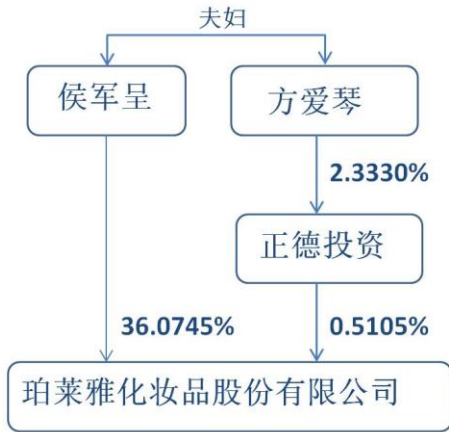 夫妇
侯军呈
方爱琴
2.3330%
正德投资
36.0745%
0.5105%
珀莱雅化妆品股份有限公司